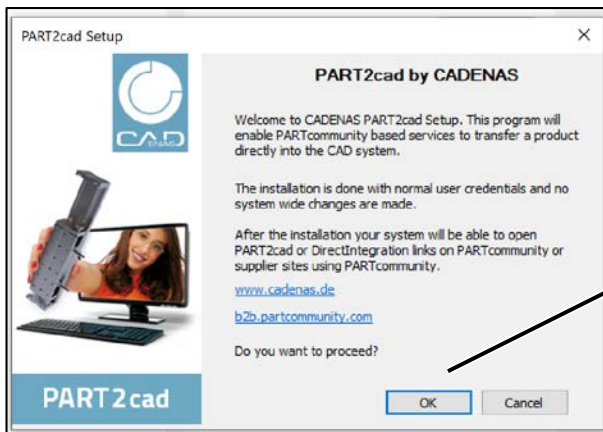 PART2cad Setup
CADENAS
PART2cad
PART2cad by CADENAS
Welcome to CADENAS PART2cad Setup. This program will
enable PARTcommunity based services to transfer a product
directly into the CAD system.
The installation is done with normal user credentials and no
system wide changes are made.
After the installation your system will be able to open
PART2cad or DirectIntegration links on PARTcommunity or
supplier sites using PARTcommunity.
www.cadenas.de
b2b.partcommunity.com
Do you want to proceed?
OK
Cancel